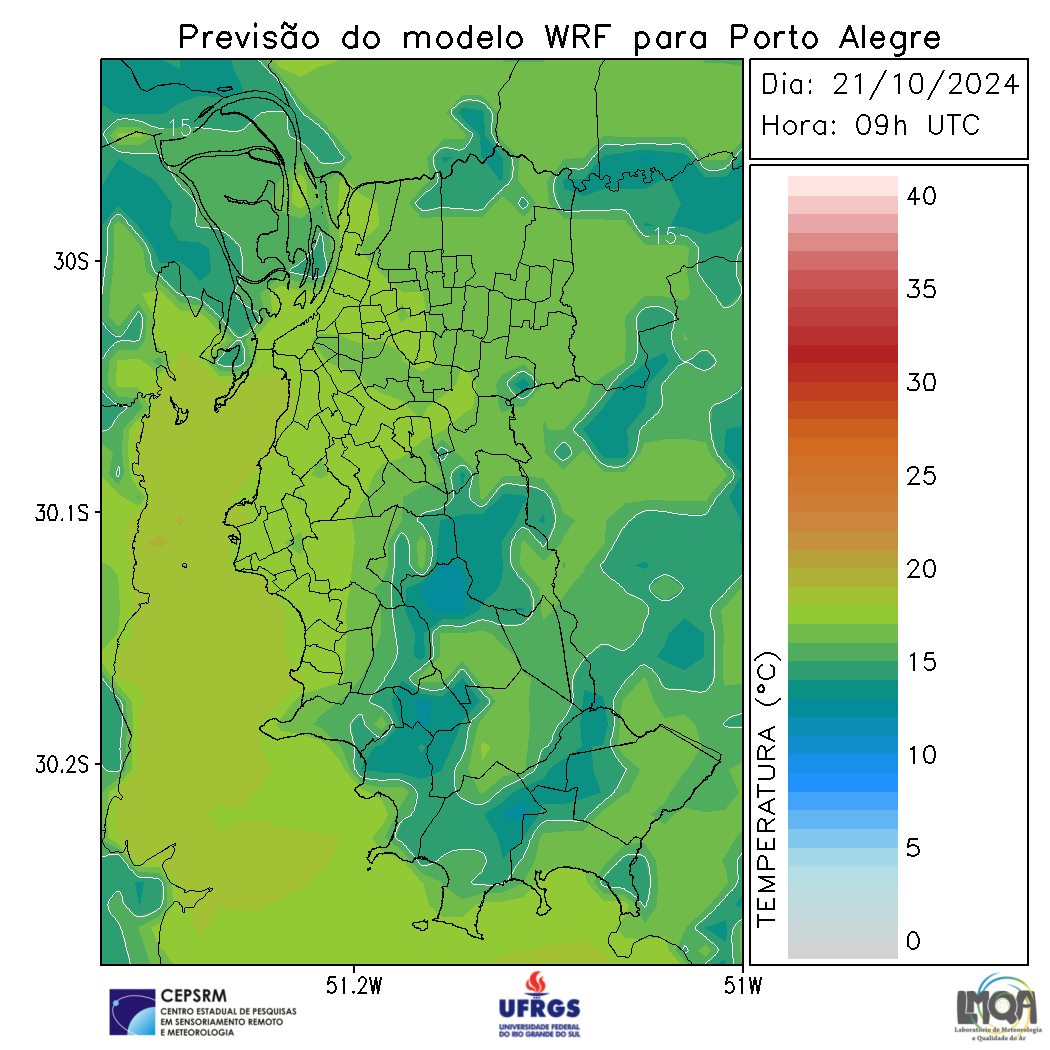 Previsão do modelo WRF para Porto Alegre
Dia: 21/10/2024
Hora: 09h UTC
15
15
30S
30.1S
30.2S
51.2W
51W
TEMPERATURA (°C)
40
35
30
25
20
15
10
5
0
CEPSRM
CENTRO ESTADUAL DE PESQUISAS
EM SENSORIAMENTO REMOTO
E METEOROLOGIA
UFRGS
UNIVERSIDADE FEDERAL
DO RIO GRANDE DO SUL
LMQA
Laboratório de Meteorologia
e Qualidade do Ar